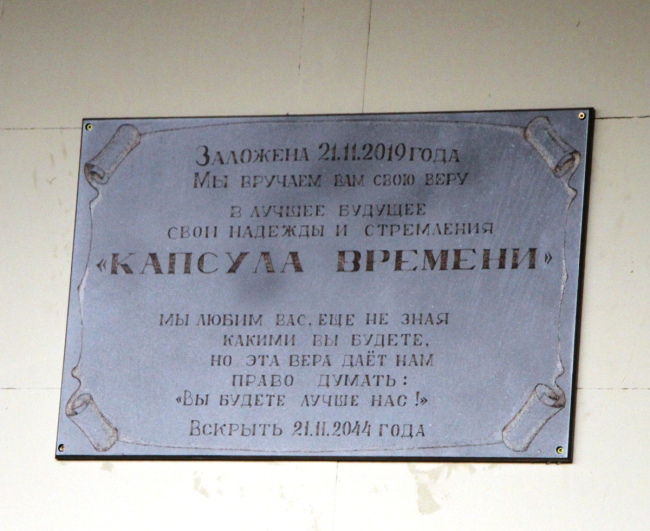 ЗАЛОЖЕНА 21.11.2019 ГОДА
МЫ ВРУЧАЕМ ВАМ СВОЮ ВЕРУ
В ЛУЧШЕЕ БУДУЩЕЕ
СВОИ НАДЕЖДЫ И СТРЕМЛЕНИЯ
«КАПСУЛА ВРЕМЕНИ»
МЫ ЛЮБИМ ВАС, ЕЩЕ НЕ ЗНАЯ
КАКИМИ ВЫ БУДЕТЕ,
НО ЭТА ВЕРА ДАЁТ НАМ
ПРАВО ДУМАТЬ:
«ВЫ БУДЕТЕ ЛУЧШЕ НАС!»
ВСКРЫТЬ 21.11.2044 ГОДА